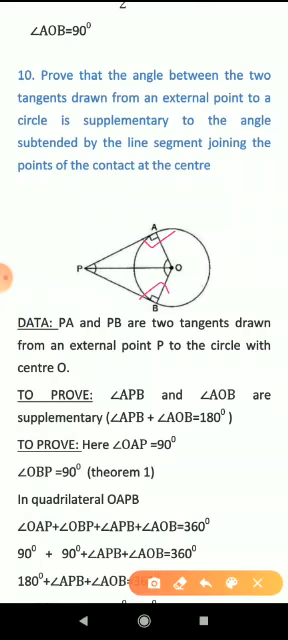 ∠AOB=90⁰
10. Prove that the angle between the two
tangents drawn from an external point to a
circle is supplementary to the angle
subtended by the line segment joining the
points of the contact at the centre
A
P
O
B
DATA: PA and PB are two tangents drawn
from an external point P to the circle with
centre O.
TO PROVE: ∠APB and ∠AOB are
supplementary (∠APB + ∠AOB=180⁰ )
TO PROVE: Here ∠OAP =90⁰
∠OBP =90⁰ (theorem 1)
In quadrilateral OAPB
∠OAP+∠OBP+∠APB+∠AOB=360⁰
90⁰ + 90⁰+∠APB+∠AOB=360⁰
180⁰+∠APB+∠AOB=